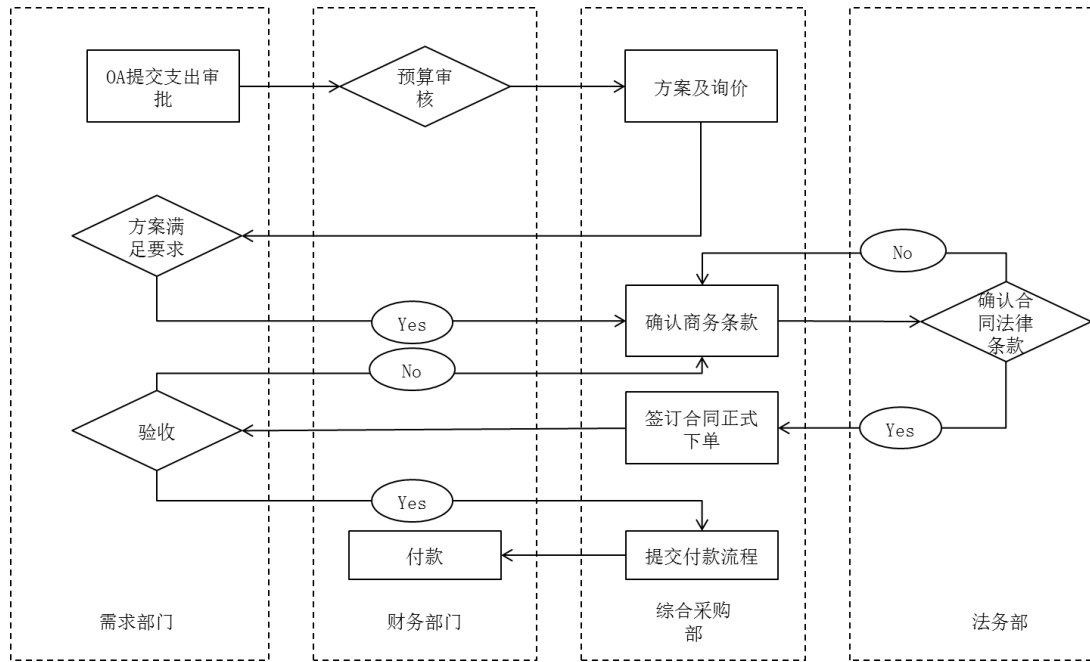 OA提交支出审
批
预算审
核
方案及询价
方案满
足要求
No
Yes
确认商务条款
确认合
同法律
条款
No
验收
签订合同正式
下单
Yes
Yes
付款
提交付款流程
需求部门
财务部门
综合采购
部
法务部